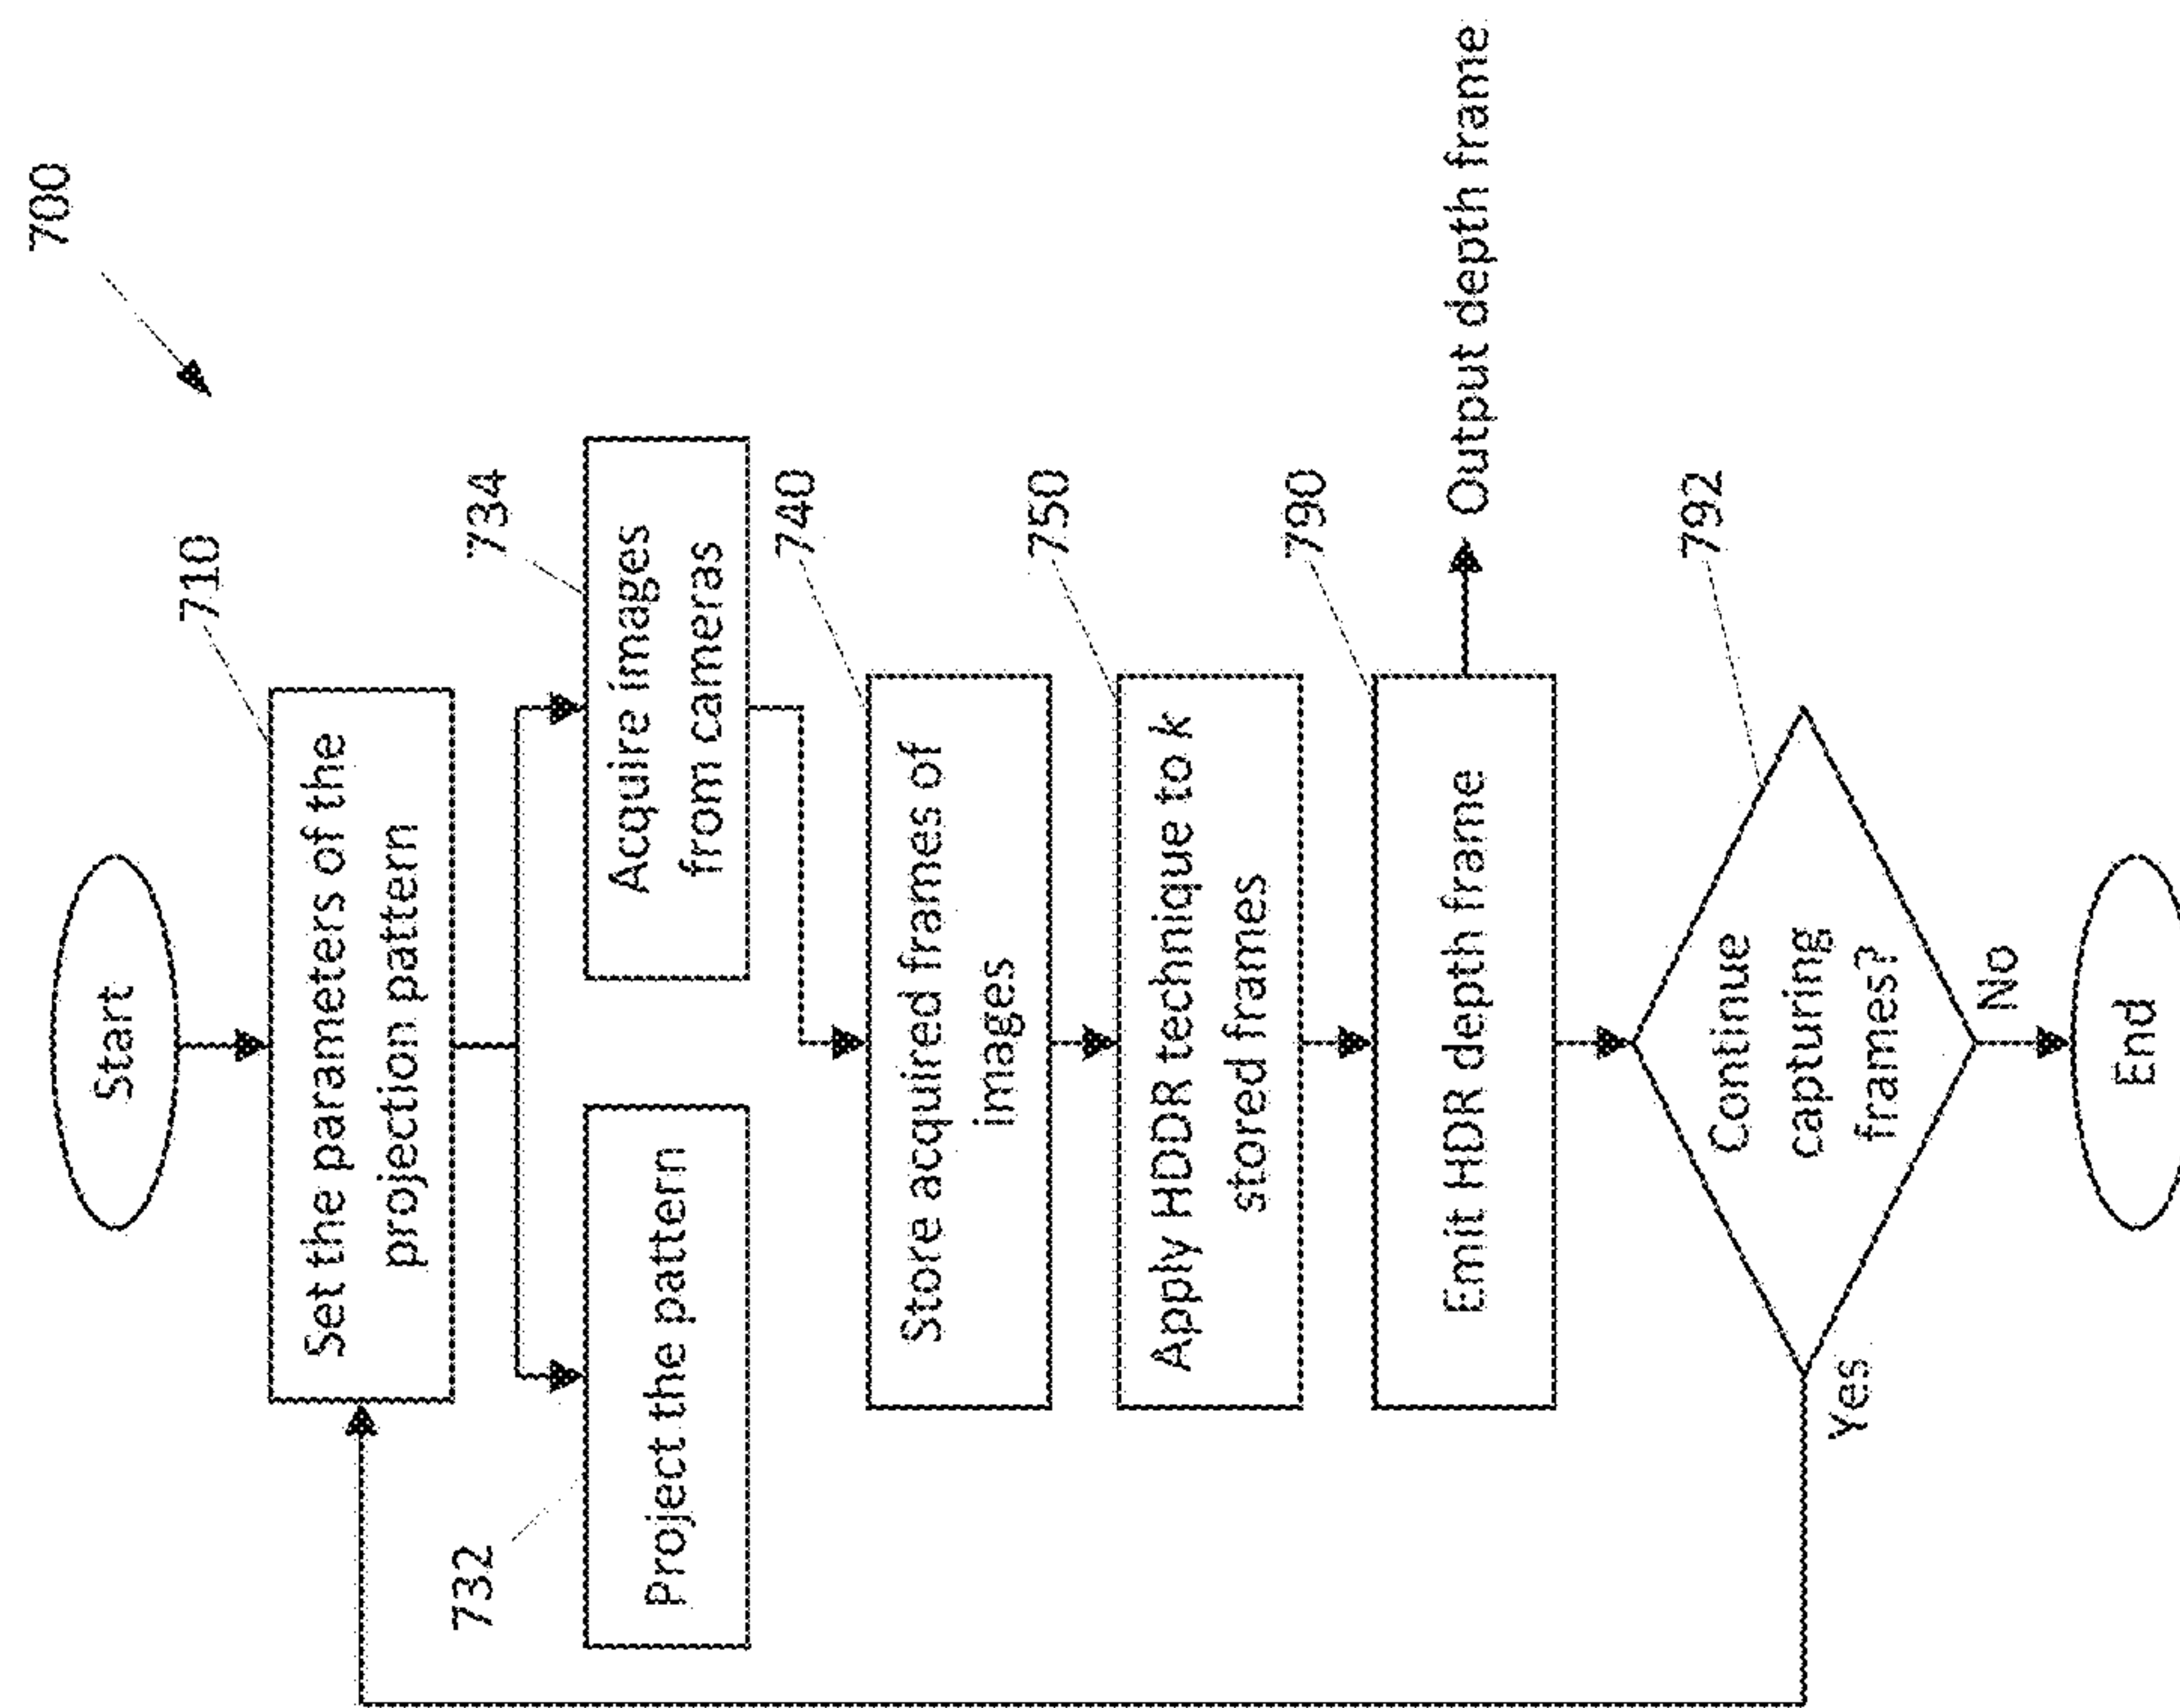 700
Start
710
Set the parameters of the
projection pattern
732
Project the pattern
734
Acquire images
from cameras
740
Store acquired frames of
images
750
Apply HDDR technique to k
stored frames
790
Emit HDR depth frame
Output depth frame
792
Continue
capturing
frames?
Yes
No
End